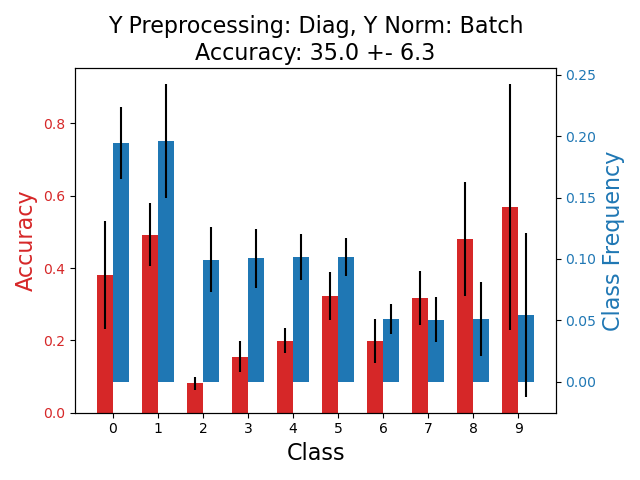 Y Preprocessing: Diag, Y Norm: Batch
Accuracy: 35.0 +- 6.3
Accuracy
0.8
0.6
0.4
0.2
0.0
0.25
0.20
0.15
0.10
0.05
0.00
Class Frequency
0 1 2 3 4 5 6 7 8 9
Class